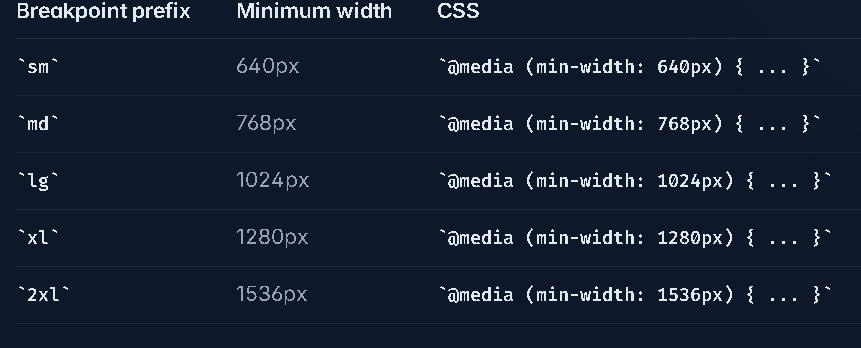 Breakpoint prefix Minimum width CSS
`sm` 640px `@media (min-width: 640px) { ... }`
`md` 768px `@media (min-width: 768px) { ... }`
`lg` 1024px `@media (min-width: 1024px) { ... }`
`xl` 1280px `@media (min-width: 1280px) { ... }`
`2xl` 1536px `@media (min-width: 1536px) { ... }`